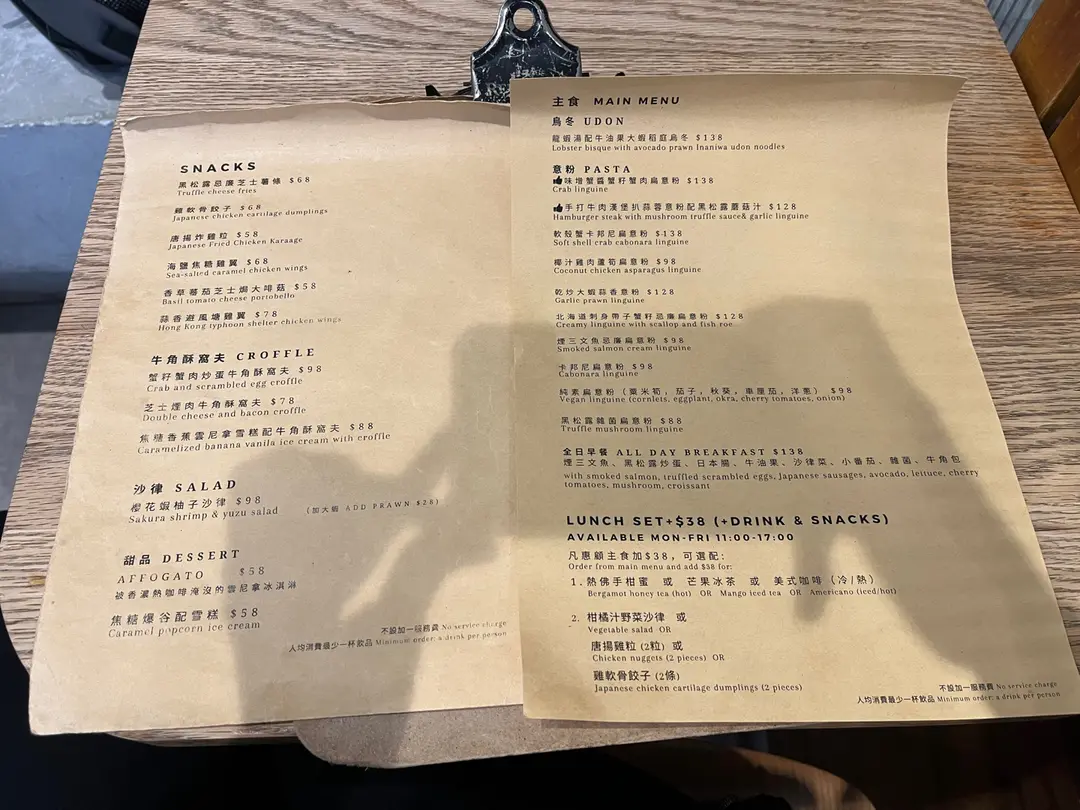 SNACKS
黑松露忌廉芝士薯條 $68
Truffle cheese fries
雞軟骨餃子 $68
Japanese chicken cartilage dumplings
唐揚炸雞粒 $58
Japanese Fried Chicken Karaage
海鹽焦糖雞翼 $68
Sea-salted caramel chicken wings
香草蕃茄芝士焗大啡菇 $58
Basil tomato cheese portobello
蒜香避風塘雞翼 $78
Hong Kong typhoon shelter chicken wings
牛角酥窩夫 CROFFLE
蟹籽蟹肉炒蛋牛角酥窩夫 $98
Crab and scrambled egg croffle
芝士煙肉牛角酥窩夫 $78
Double cheese and bacon croffle
焦糖香蕉雲尼拿雪糕配牛角酥窩夫 $88
Caramelized banana vanila ice cream with croffle
沙律 SALAD
櫻花蝦柚子沙律 $98
Sakura shrimp & yuzu salad (加大蝦 ADD PRAWN $28)
甜品 DESSERT
AFFOGATO $58
被香濃熱咖啡淹沒的雲尼拿冰淇淋
焦糖爆谷配雪糕 $58
Caramel popcorn ice cream
不設加一服務費 No service charge
人均消費最少一杯飲品 Minimum order: a drink per person
主食 MAIN MENU
烏冬 UDON
龍蝦湯配牛油果大蝦稻庭烏冬 $138
Lobster bisque with avocado prawn Inaniwa udon noodles
意粉 PASTA
味增蟹醬蟹籽蟹肉扁意粉 $138
Crab linguine
手打牛肉漢堡扒蒜蓉意粉配黑松露蘑菇汁 $128
Hamburger steak with mushroom truffle sauce& garlic linguine
軟殼蟹卡邦尼扁意粉 $138
Soft shell crab cabonara linguine
椰汁雞肉蘆筍扁意粉 $98
Coconut chicken asparagus linguine
乾炒大蝦蒜香意粉 $128
Garlic prawn linguine
北海道刺身帶子蟹籽忌廉扁意粉 $128
Creamy linguine with scallop and fish roe
煙三文魚忌廉扁意粉 $98
Smoked salmon cream linguine
卡邦尼扁意粉 $98
Cabonara linguine
純素扁意粉 (粟米筍, 茄子, 秋葵, 車厘茄, 洋蔥) $98
Vegan linguine (cornlets, eggplant, okra, cherry tomatoes, onion)
黑松露雜菌扁意粉 $88
Truffle mushroom linguine
全日早餐 ALL DAY BREAKFAST $138
煙三文魚、黑松露炒蛋、日本腸、牛油果、沙律菜、小番茄、雜菌、牛角包
with smoked salmon, truffled scrambled eggs, Japanese sausages, avocado, lettuce, cherry
tomatoes, mushroom, croissant
LUNCH SET+$38 (+DRINK & SNACKS)
AVAILABLE MON-FRI 11:00-17:00
凡惠顧主食加$38, 可選配:
Order from main menu and add $38 for:
1. 熱佛手柑蜜 或 芒果冰茶 或 美式咖啡 (冷/熱)
Bergamot honey tea (hot) OR Mango iced tea OR Americano (iced/hot)
2. 柑橘汁野菜沙律 或
Vegetable salad OR
唐揚雞粒 (2粒) 或
Chicken nuggets (2 pieces) OR
雞軟骨餃子 (2條)
Japanese chicken cartilage dumplings (2 pieces)
不設加一服務費 No service charge
人均消費最少一杯飲品 Minimum order: a drink per person